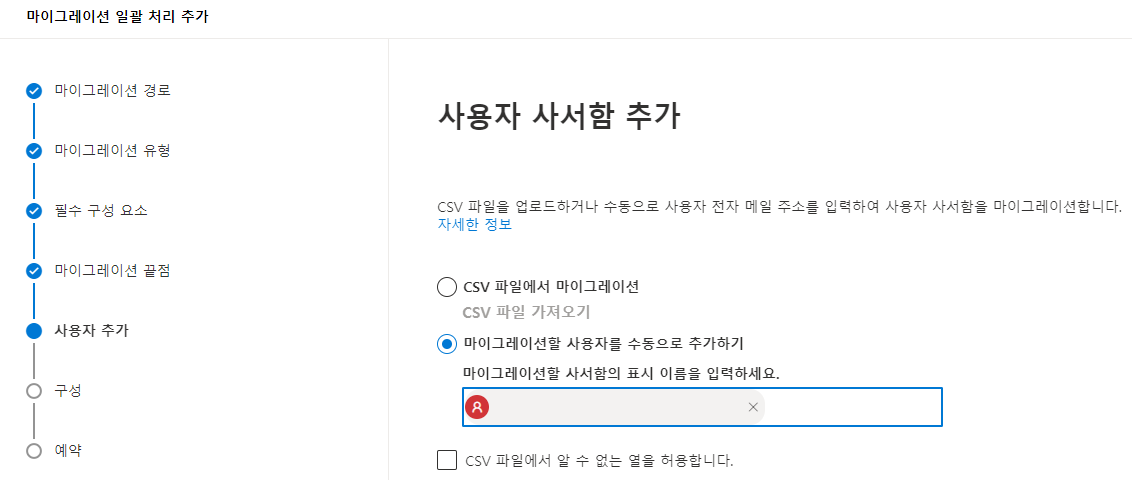 마이그레이션 일괄 처리 추가
마이그레이션 경로
마이그레이션 유형
필수 구성 요소
마이그레이션 끝점
사용자 추가
구성
예약
사용자 사서함 추가
CSV 파일을 업로드하거나 수동으로 사용자 전자 메일 주소를 입력하여 사용자 사서함을 마이그레이션합니다.
자세한 정보
CSV 파일에서 마이그레이션
CSV 파일 가져오기
마이그레이션할 사용자를 수동으로 추가하기
마이그레이션할 사서함의 표시 이름을 입력하세요.
CSV 파일에서 알 수 없는 열을 허용합니다.